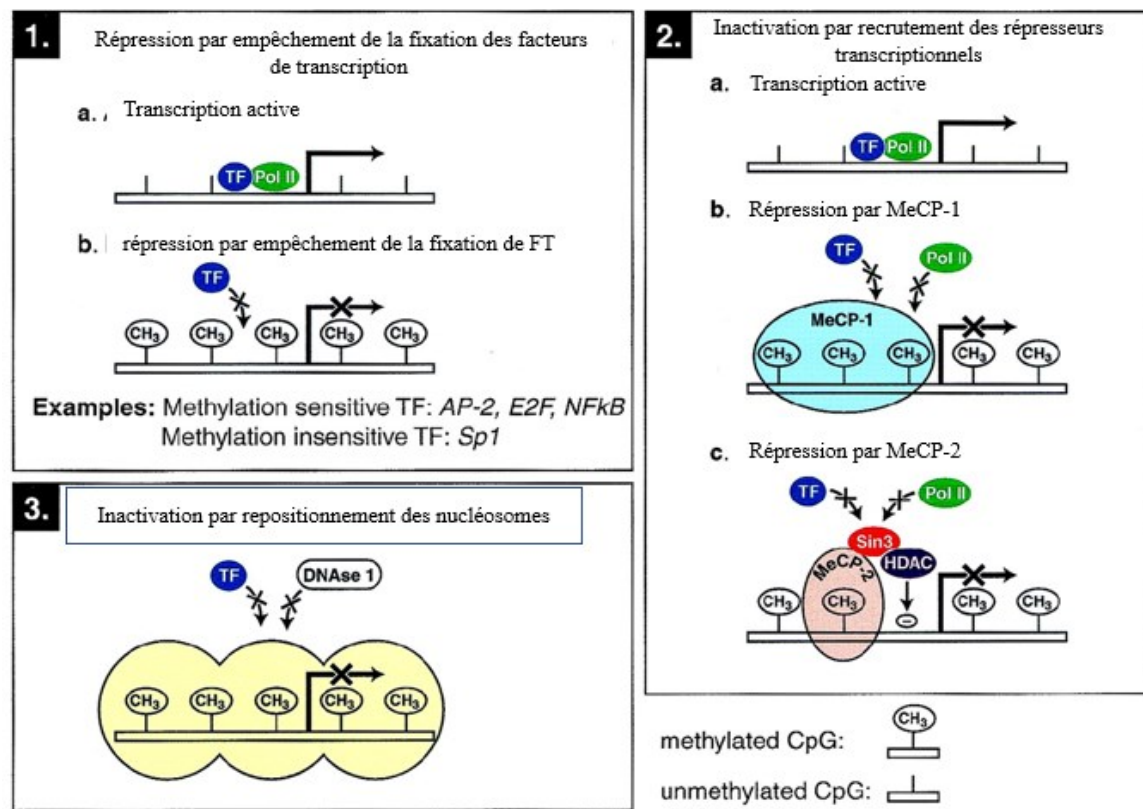 1.
Répression par empêchement de la fixation des facteurs
de transcription
a. Transcription active
TF Pol II
b. répression par empêchement de la fixation de FT
TF
CH3 CH3 CH3 CH3 CH3
Examples: Methylation sensitive TF: AP-2, E2F, NFkB
Methylation insensitive TF: Sp1
2.
Inactivation par recrutement des répresseurs
transcriptionnels
a. Transcription active
TF Pol II
b. Répression par MeCP-1
TF Pol II
MeCP-1
CH3 CH3 CH3 CH3 CH3
c. Répression par MeCP-2
TF Pol II
Sin3
MeCP-2 HDAC
CH3 CH3 CH3 CH3
−
3.
Inactivation par repositionnement des nucléosomes
TF DNAse 1
CH3 CH3 CH3 CH3 CH3
CH3
methylated CpG:
unmethylated CpG: